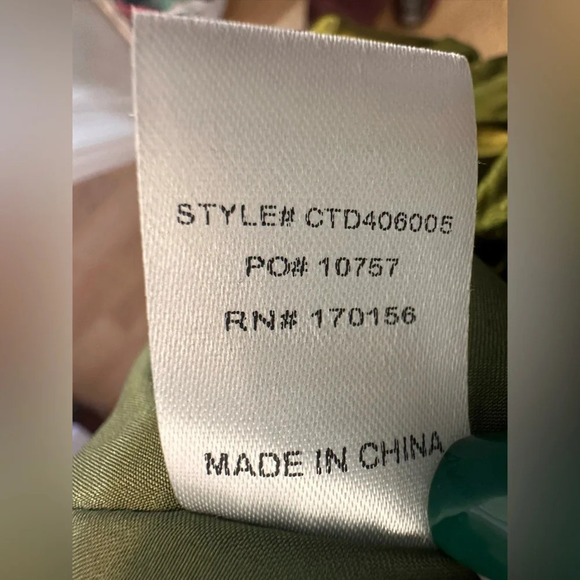 STYLE# CTD406005
PO# 10757
RN# 170156
MADE IN CHINA